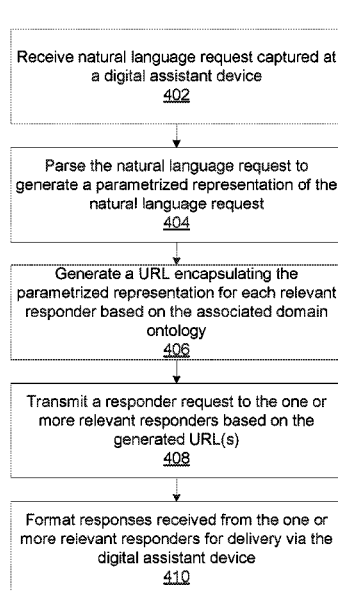 Receive natural language request captured at
a digital assistant device
402
Parse the natural language request to
generate a parametrized representation of the
natural language request
404
Generate a URL encapsulating the
parametrized representation for each relevant
responder based on the associated domain
ontology
406
Transmit a responder request to the one or
more relevant responders based on the
generated URL(s)
408
Format responses received from the one or
more relevant responders for delivery via the
digital assistant device
410